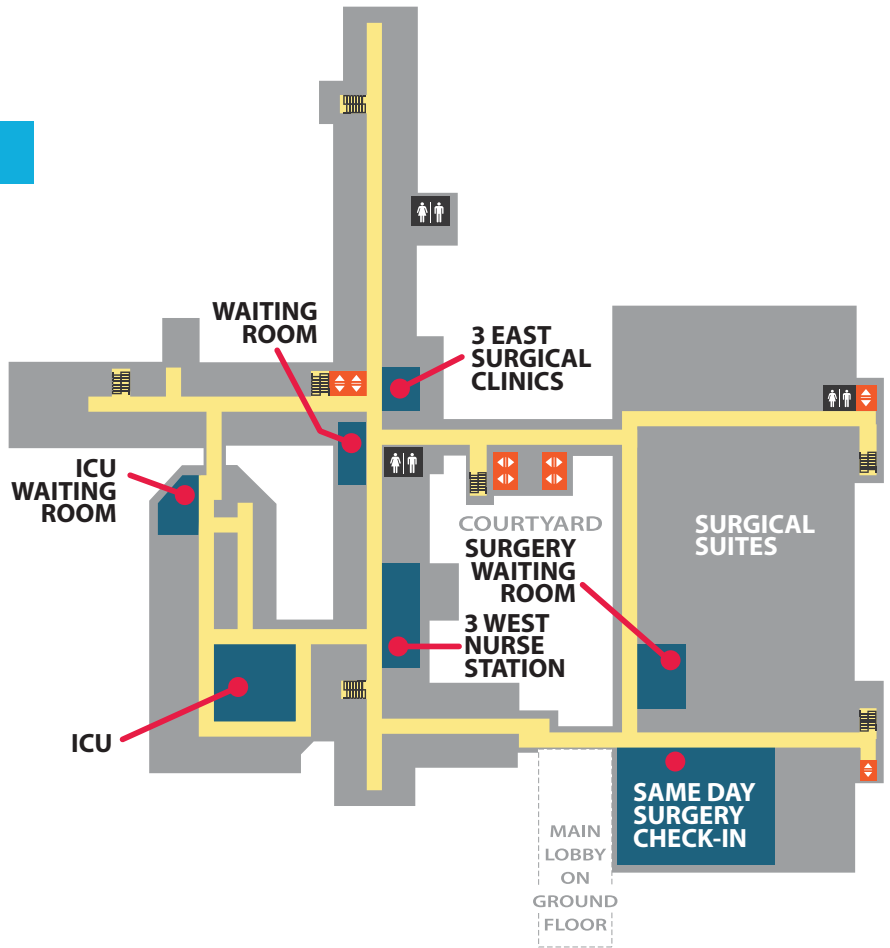 WAITING
ROOM
3 EAST
SURGICAL
CLINICS
ICU
WAITING
ROOM
COURTYARD
SURGERY
WAITING
ROOM
SURGICAL
SUITES
3 WEST
NURSE
STATION
ICU
SAME DAY
SURGERY
CHECK-IN
MAIN
LOBBY
ON
GROUND
FLOOR